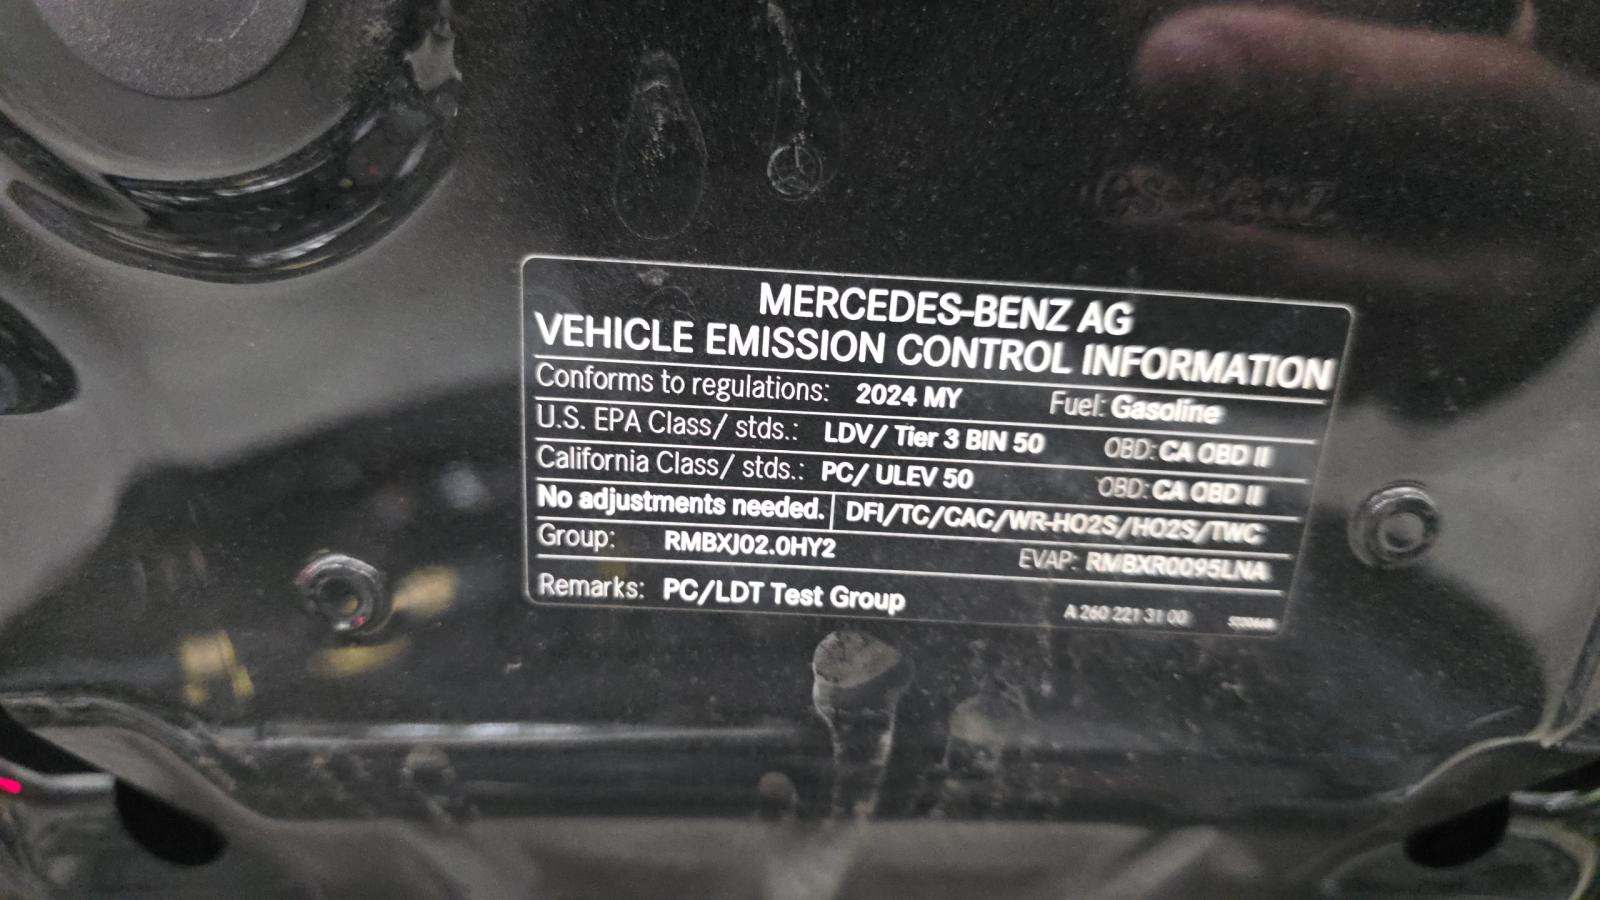 MERCEDES-BENZ AG
VEHICLE EMISSION CONTROL INFORMATION
Conforms to regulations: 2024 MY Fuel: Gasoline
U.S. EPA Class/ stds.: LDV/ Tier 3 BIN 50 OBD: CA OBD II
California Class/ stds.: PC/ ULEV 50 OBD: CA OBD II
No adjustments needed. DFI/TC/CAC/WR-HO2S/HO2S/TWC
Group: RMBXJ02.0HY2 EVAP: RMBXR0095LNA
Remarks: PC/LDT Test Group A 260 221 31 00